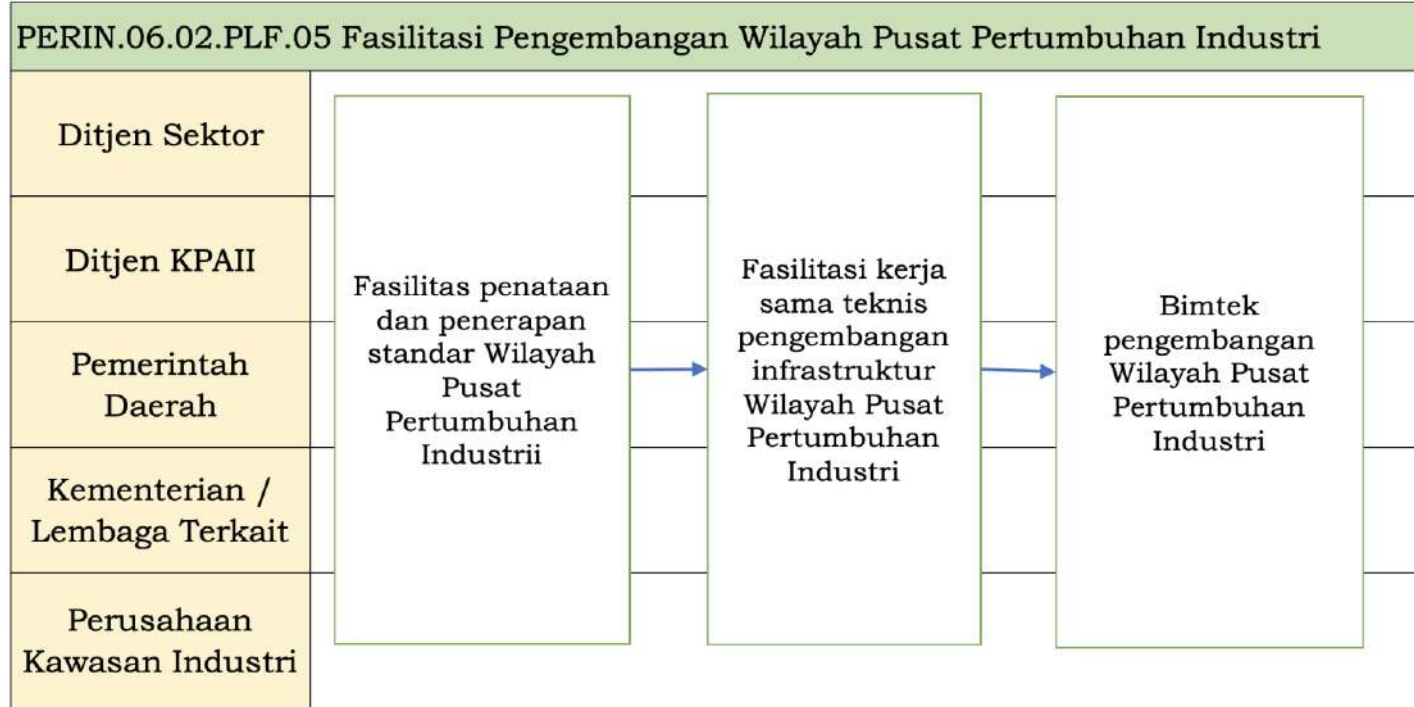 PERIN.06.02.PLF.05 Fasilitasi Pengembangan Wilayah Pusat Pertumbuhan Industri
Ditjen Sektor
Ditjen KPAII
Pemerintah
Daerah
Kementerian /
Lembaga Terkait
Perusahaan
Kawasan Industri
Fasilitas penataan
dan penerapan
standar Wilayah
Pusat
Pertumbuhan
Industrii
Fasilitasi kerja
sama teknis
pengembangan
infrastruktur
Wilayah Pusat
Pertumbuhan
Industri
Bimtek
pengembangan
Wilayah Pusat
Pertumbuhan
Industri